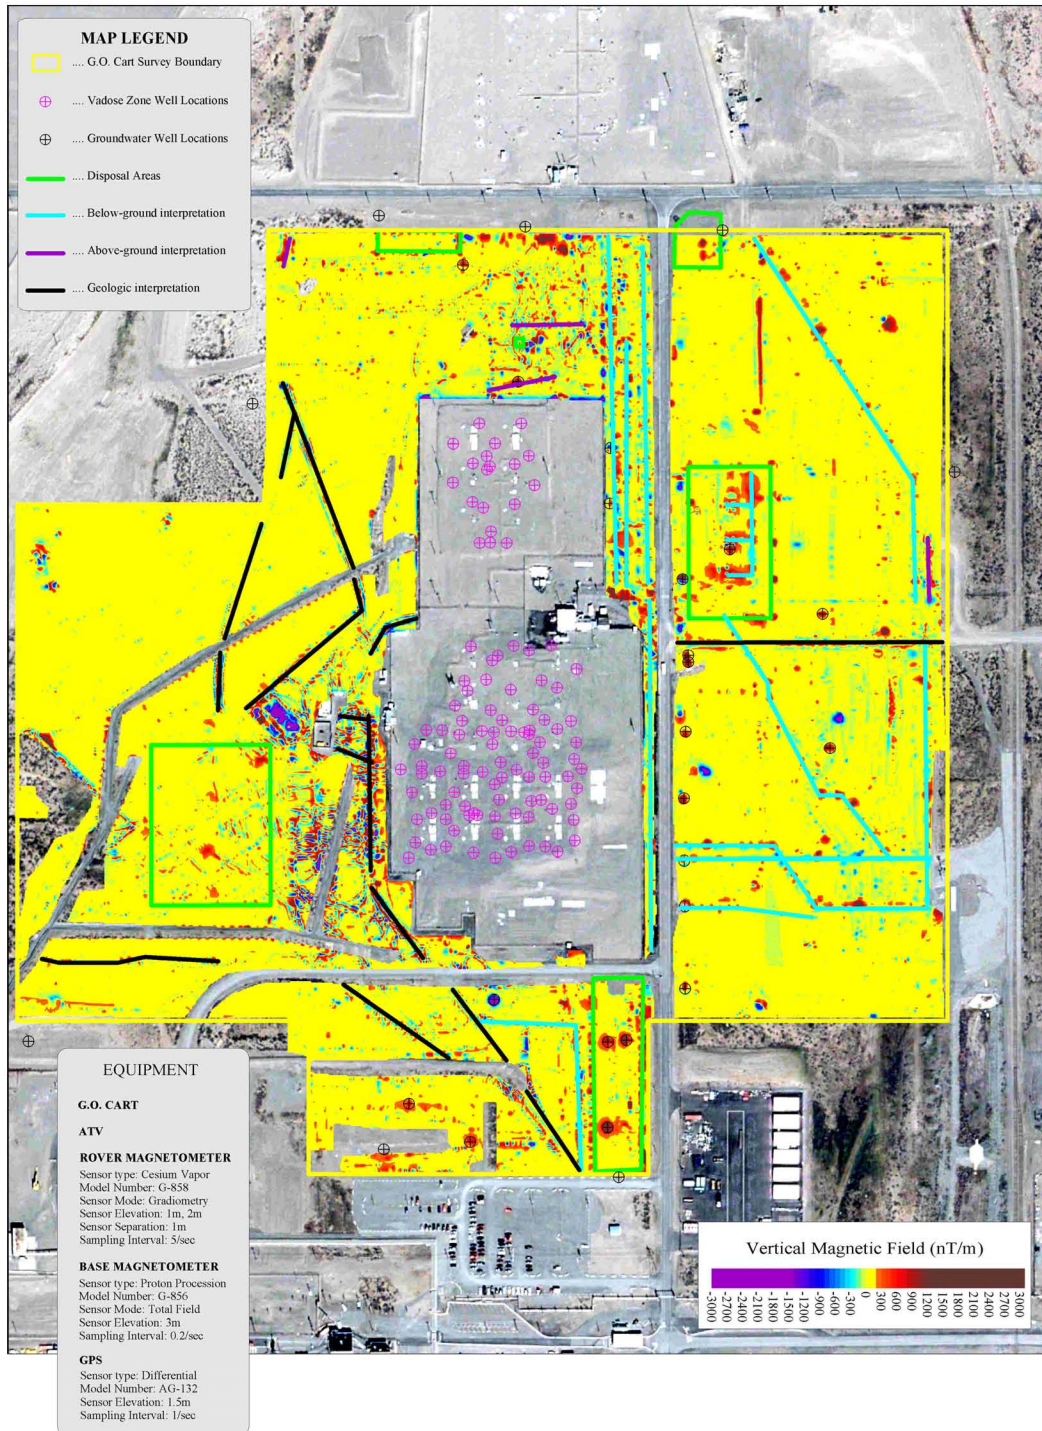 MAP LEGEND
.... G.O. Cart Survey Boundary
.... Vadose Zone Well Locations
.... Groundwater Well Locations
.... Disposal Areas
.... Below-ground interpretation
.... Above-ground interpretation
.... Geologic interpretation
EQUIPMENT
G.O. CART
ATV
ROVER MAGNETOMETER
Sensor type: Cesium Vapor
Model Number: G-858
Sensor Mode: Gradiometry
Sensor Elevation: 1m, 2m
Sensor Separation: 1m
Sampling Interval: 5/sec
BASE MAGNETOMETER
Sensor type: Proton Procession
Model Number: G-856
Sensor Mode: Total Field
Sensor Elevation: 3m
Sampling Interval: 0.2/sec
GPS
Sensor type: Differential
Model Number: AG-132
Sensor Elevation: 1.5m
Sampling Interval: 1/sec
Vertical Magnetic Field (nT/m)
-3000 -2700 -2400 -2100 -1800 -1500 -1200 -900 -600 -300 0 300 600 900 1200 1500 1800 2100 2400 2700 3000